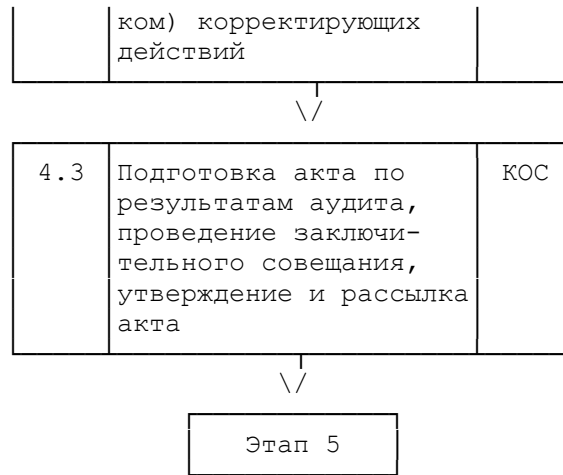 ком) корректирующих
действий
\/
4.3 Подготовка акта по КОС
результатам аудита,
проведение заключи-
тельного совещания,
утверждение и рассылка
акта
\/
Этап 5